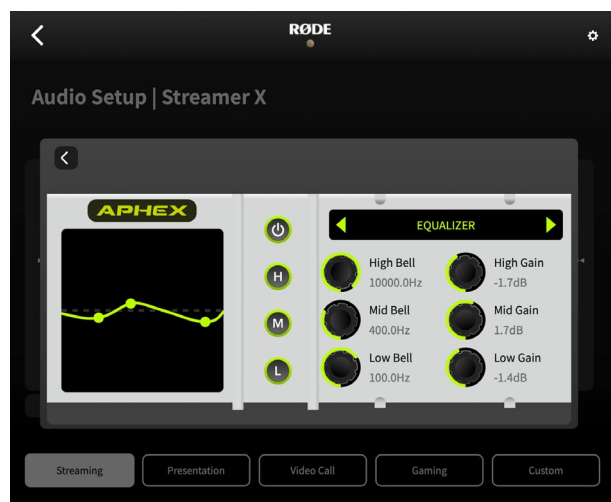 RØDE
Audio Setup | Streamer X
APHEX
EQUALIZER
H
M
L
High Bell
10000.0Hz
High Gain
-1.7dB
Mid Bell
400.0Hz
Mid Gain
1.7dB
Low Bell
100.0Hz
Low Gain
-1.4dB
Streaming
Presentation
Video Call
Gaming
Custom